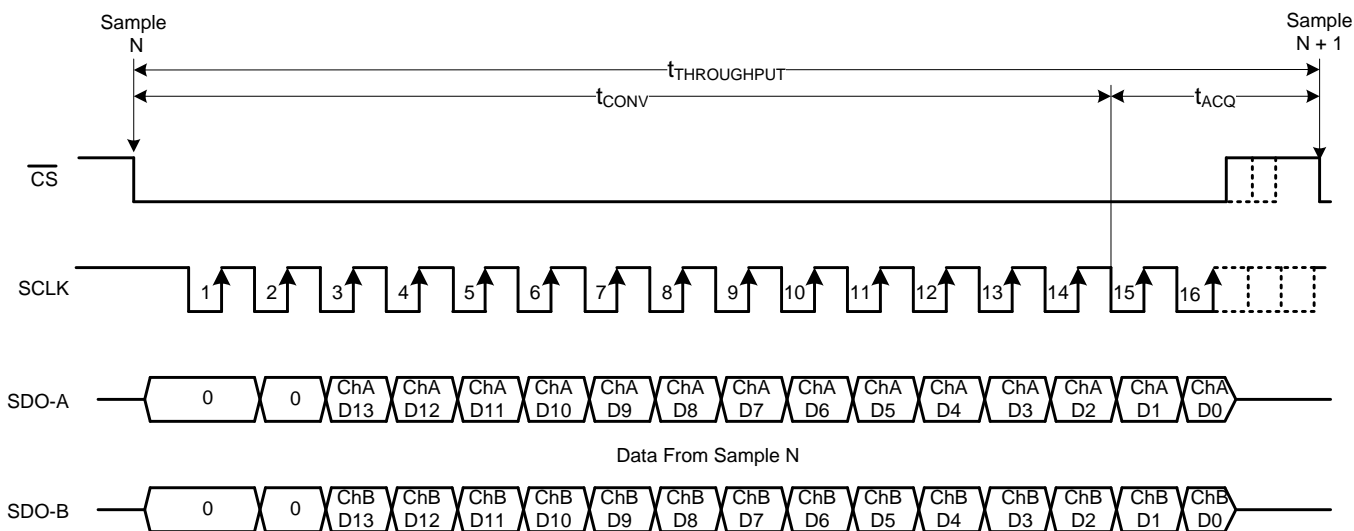 Sample
N
Sample
N + 1
tTHROUGHPUT
tCONV
tACQ
CS
SCLK
1 2 3 4 5 6 7 8 9 10 11 12 13 14 15 16
SDO-A
0 0 ChA ChA ChA ChA ChA ChA ChA ChA ChA ChA ChA ChA ChA ChA
D13 D12 D11 D10 D9 D8 D7 D6 D5 D4 D3 D2 D1 D0
Data From Sample N
SDO-B
0 0 ChB ChB ChB ChB ChB ChB ChB ChB ChB ChB ChB ChB ChB ChB
D13 D12 D11 D10 D9 D8 D7 D6 D5 D4 D3 D2 D1 D0